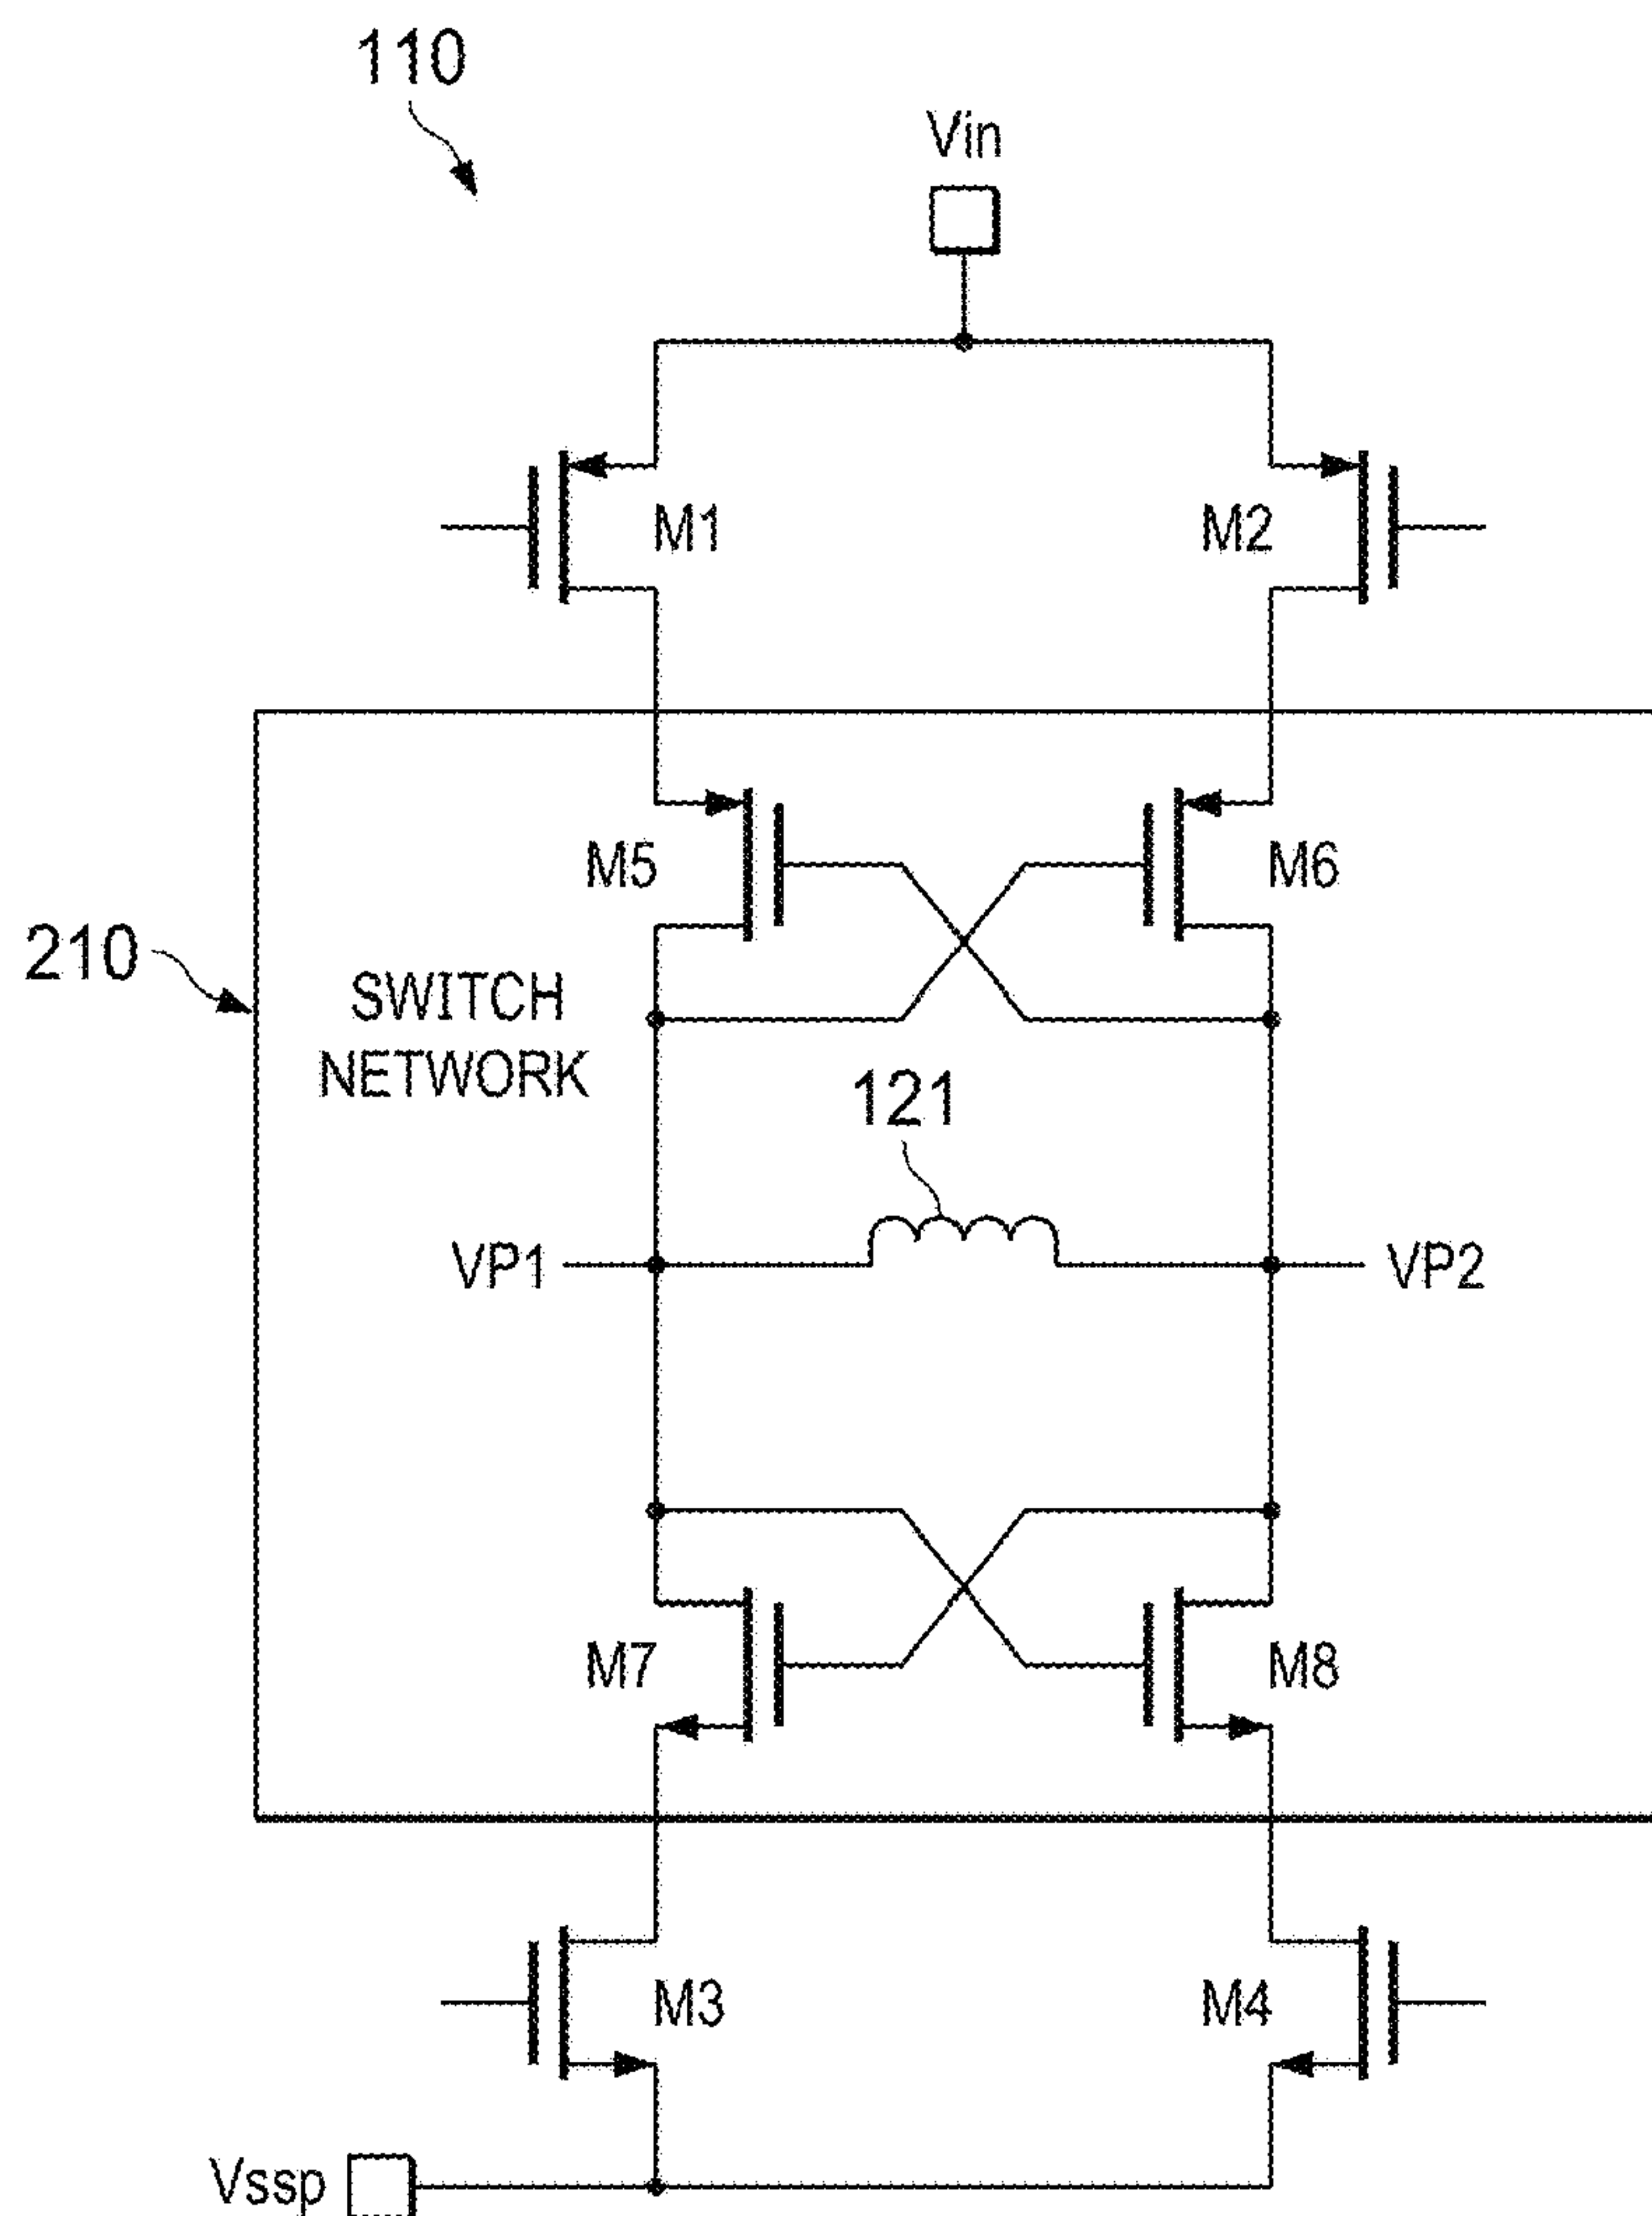 110
Vin
M1
M2
M5
M6
210
SWITCH
NETWORK
121
VP1
VP2
M7
M8
M3
M4
Vssp